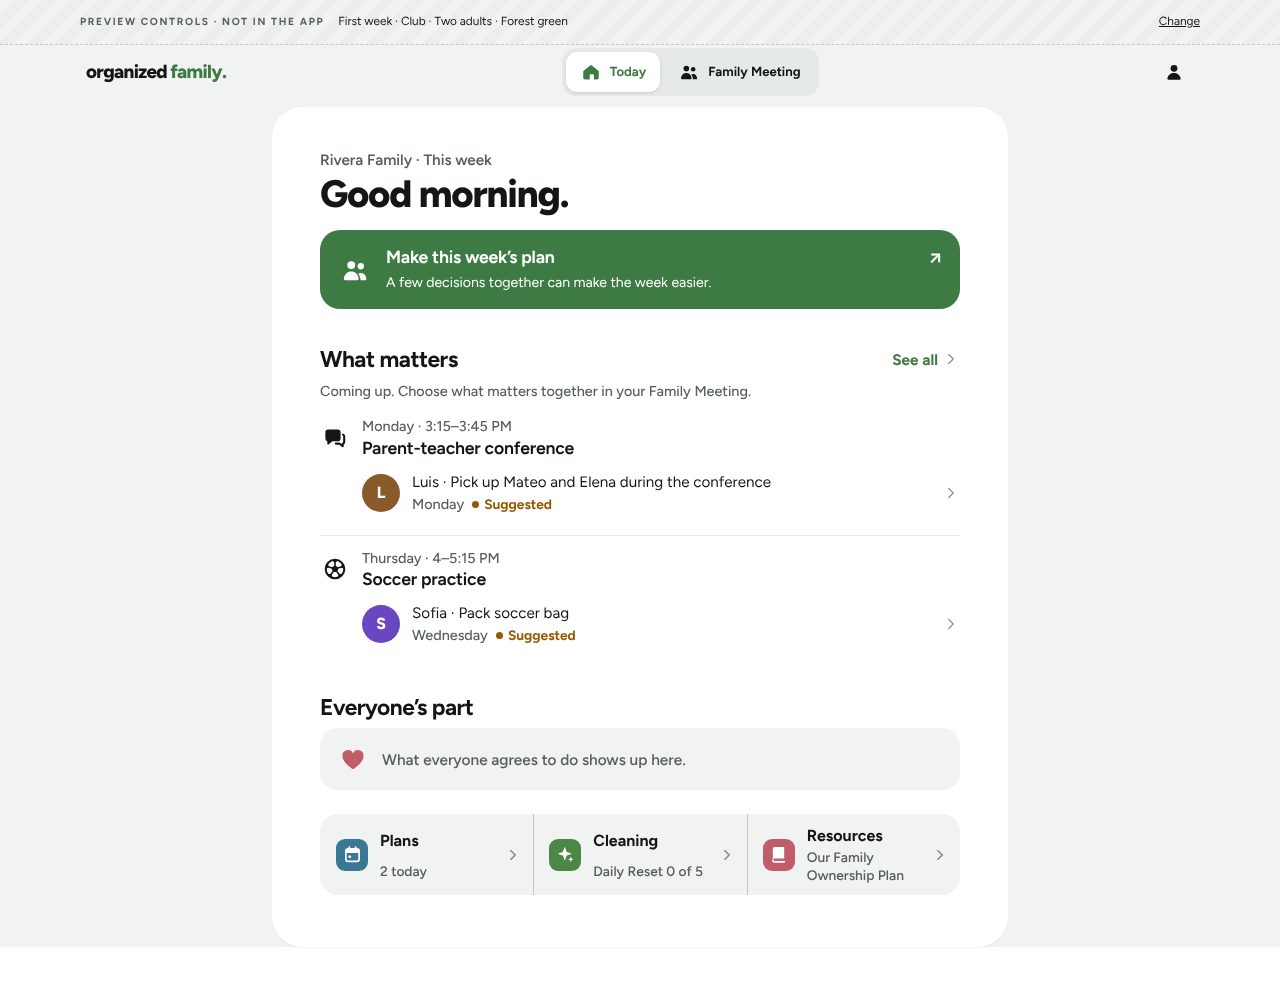 PREVIEW CONTROLS · NOT IN THE APP First week · Club · Two adults · Forest green Change
organized family. Today Family Meeting
Rivera Family · This week
Good morning.
Make this week’s plan
A few decisions together can make the week easier.
What matters See all
Coming up. Choose what matters together in your Family Meeting.
Monday · 3:15–3:45 PM
Parent-teacher conference
L Luis · Pick up Mateo and Elena during the conference
Monday Suggested
Thursday · 4–5:15 PM
Soccer practice
S Sofia · Pack soccer bag
Wednesday Suggested
Everyone’s part
What everyone agrees to do shows up here.
Plans
2 today
Cleaning
Daily Reset 0 of 5
Resources
Our Family
Ownership Plan